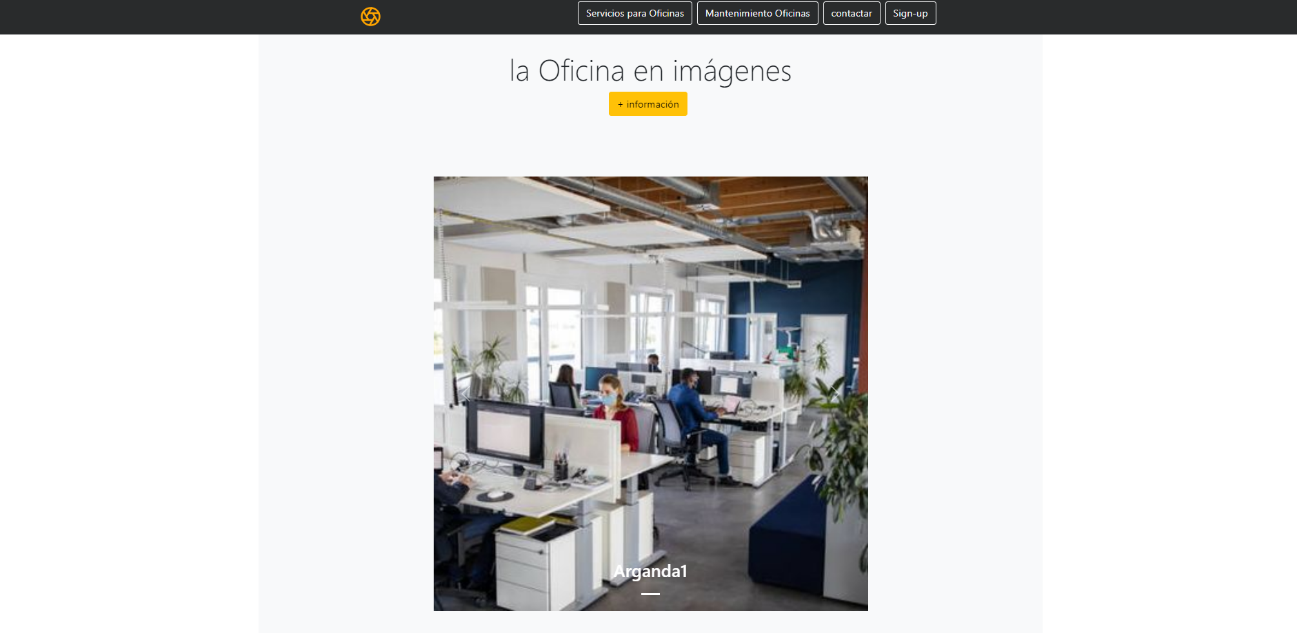 Servicios para Oficinas
Mantenimiento Oficinas
contactar
Sign-up
la Oficina en imágenes
+ información
Arganda1